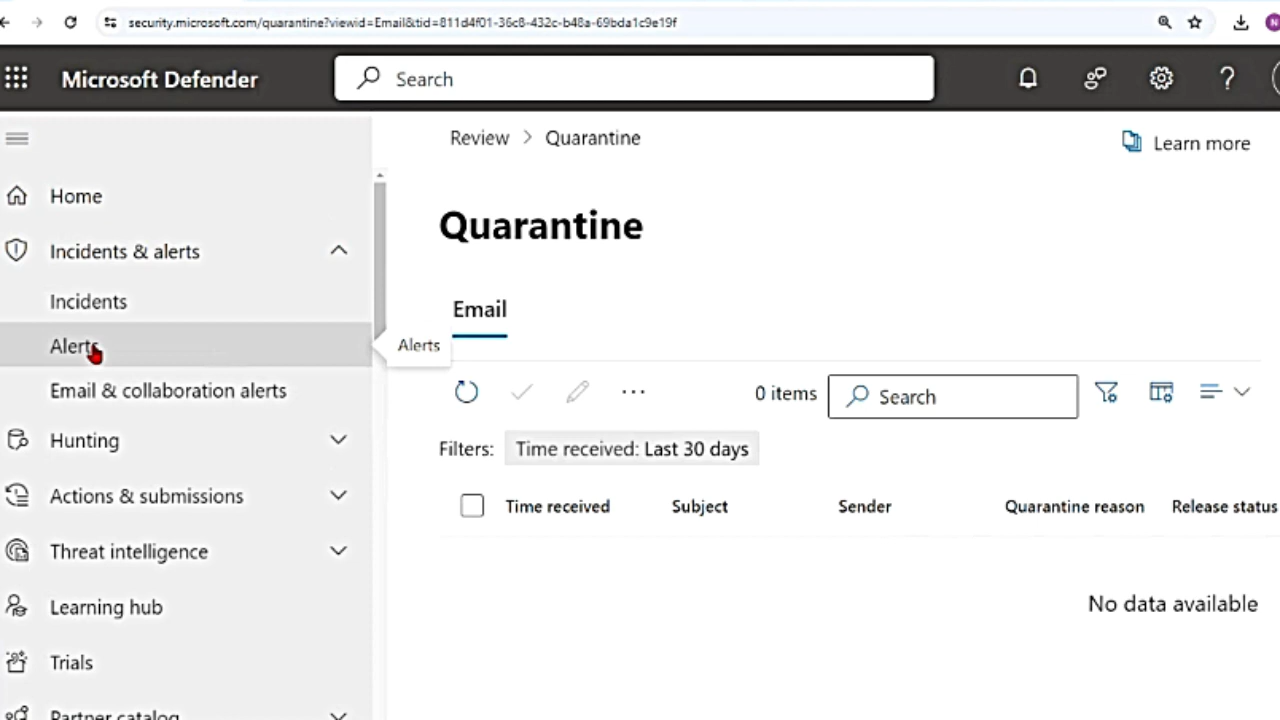 security.microsoft.com/quarantine?viewid=Email&tid=811d4f01-36c8-432c-b48a-69bda1c9e19f
N
Microsoft Defender
Search
?
Review > Quarantine
Learn more
Home
Quarantine
Incidents & alerts
Incidents
Email
Alerts
Alerts
Email & collaboration alerts
0 items
Search
Hunting
Filters: Time received: Last 30 days
Actions & submissions
Time received Subject Sender Quarantine reason Release status
Threat intelligence
Learning hub
No data available
Trials
Partner catalog